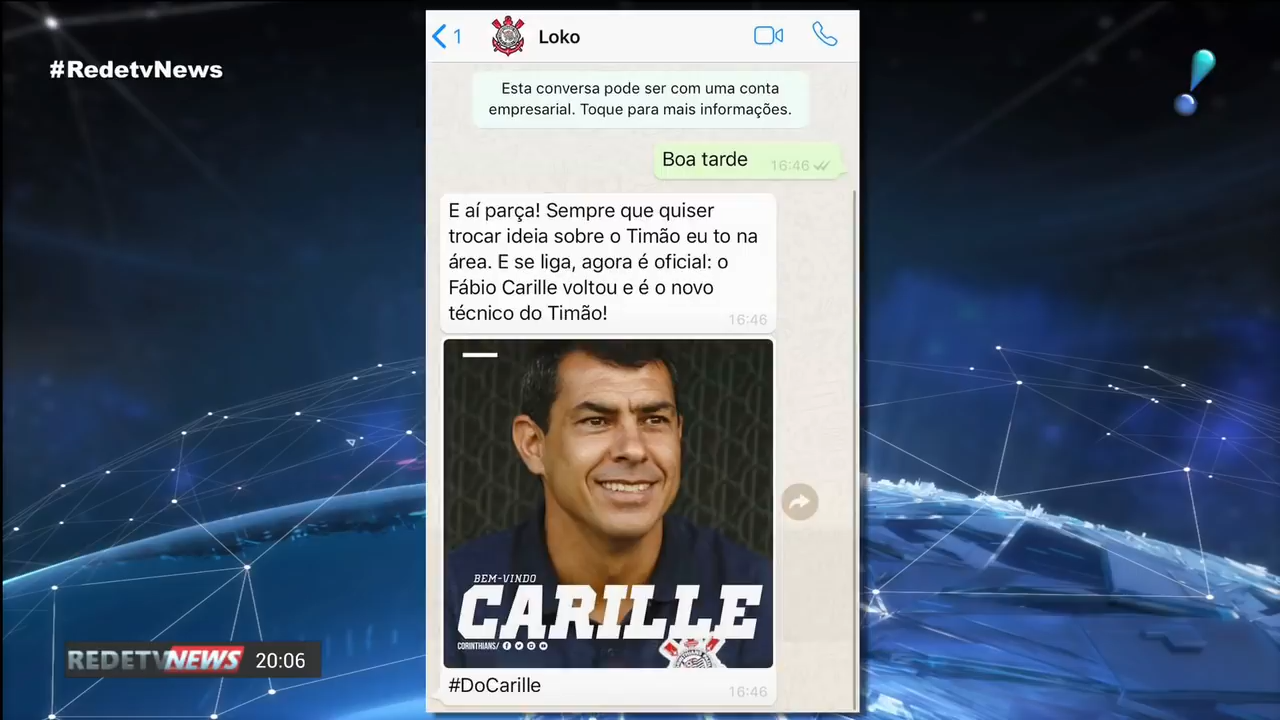 #RedetvNews
1
Loko
Esta conversa pode ser com uma conta
empresarial. Toque para mais informações.
Boa tarde
16:46
E aí parça! Sempre que quiser
trocar ideia sobre o Timão eu to na
área. E se liga, agora é oficial: o
Fábio Carille voltou e é o novo
técnico do Timão!
16:46
BEM-VINDO
CARILLE
CORINTHIANS/
#DoCarille
16:46
REDETVNEWS 20:06